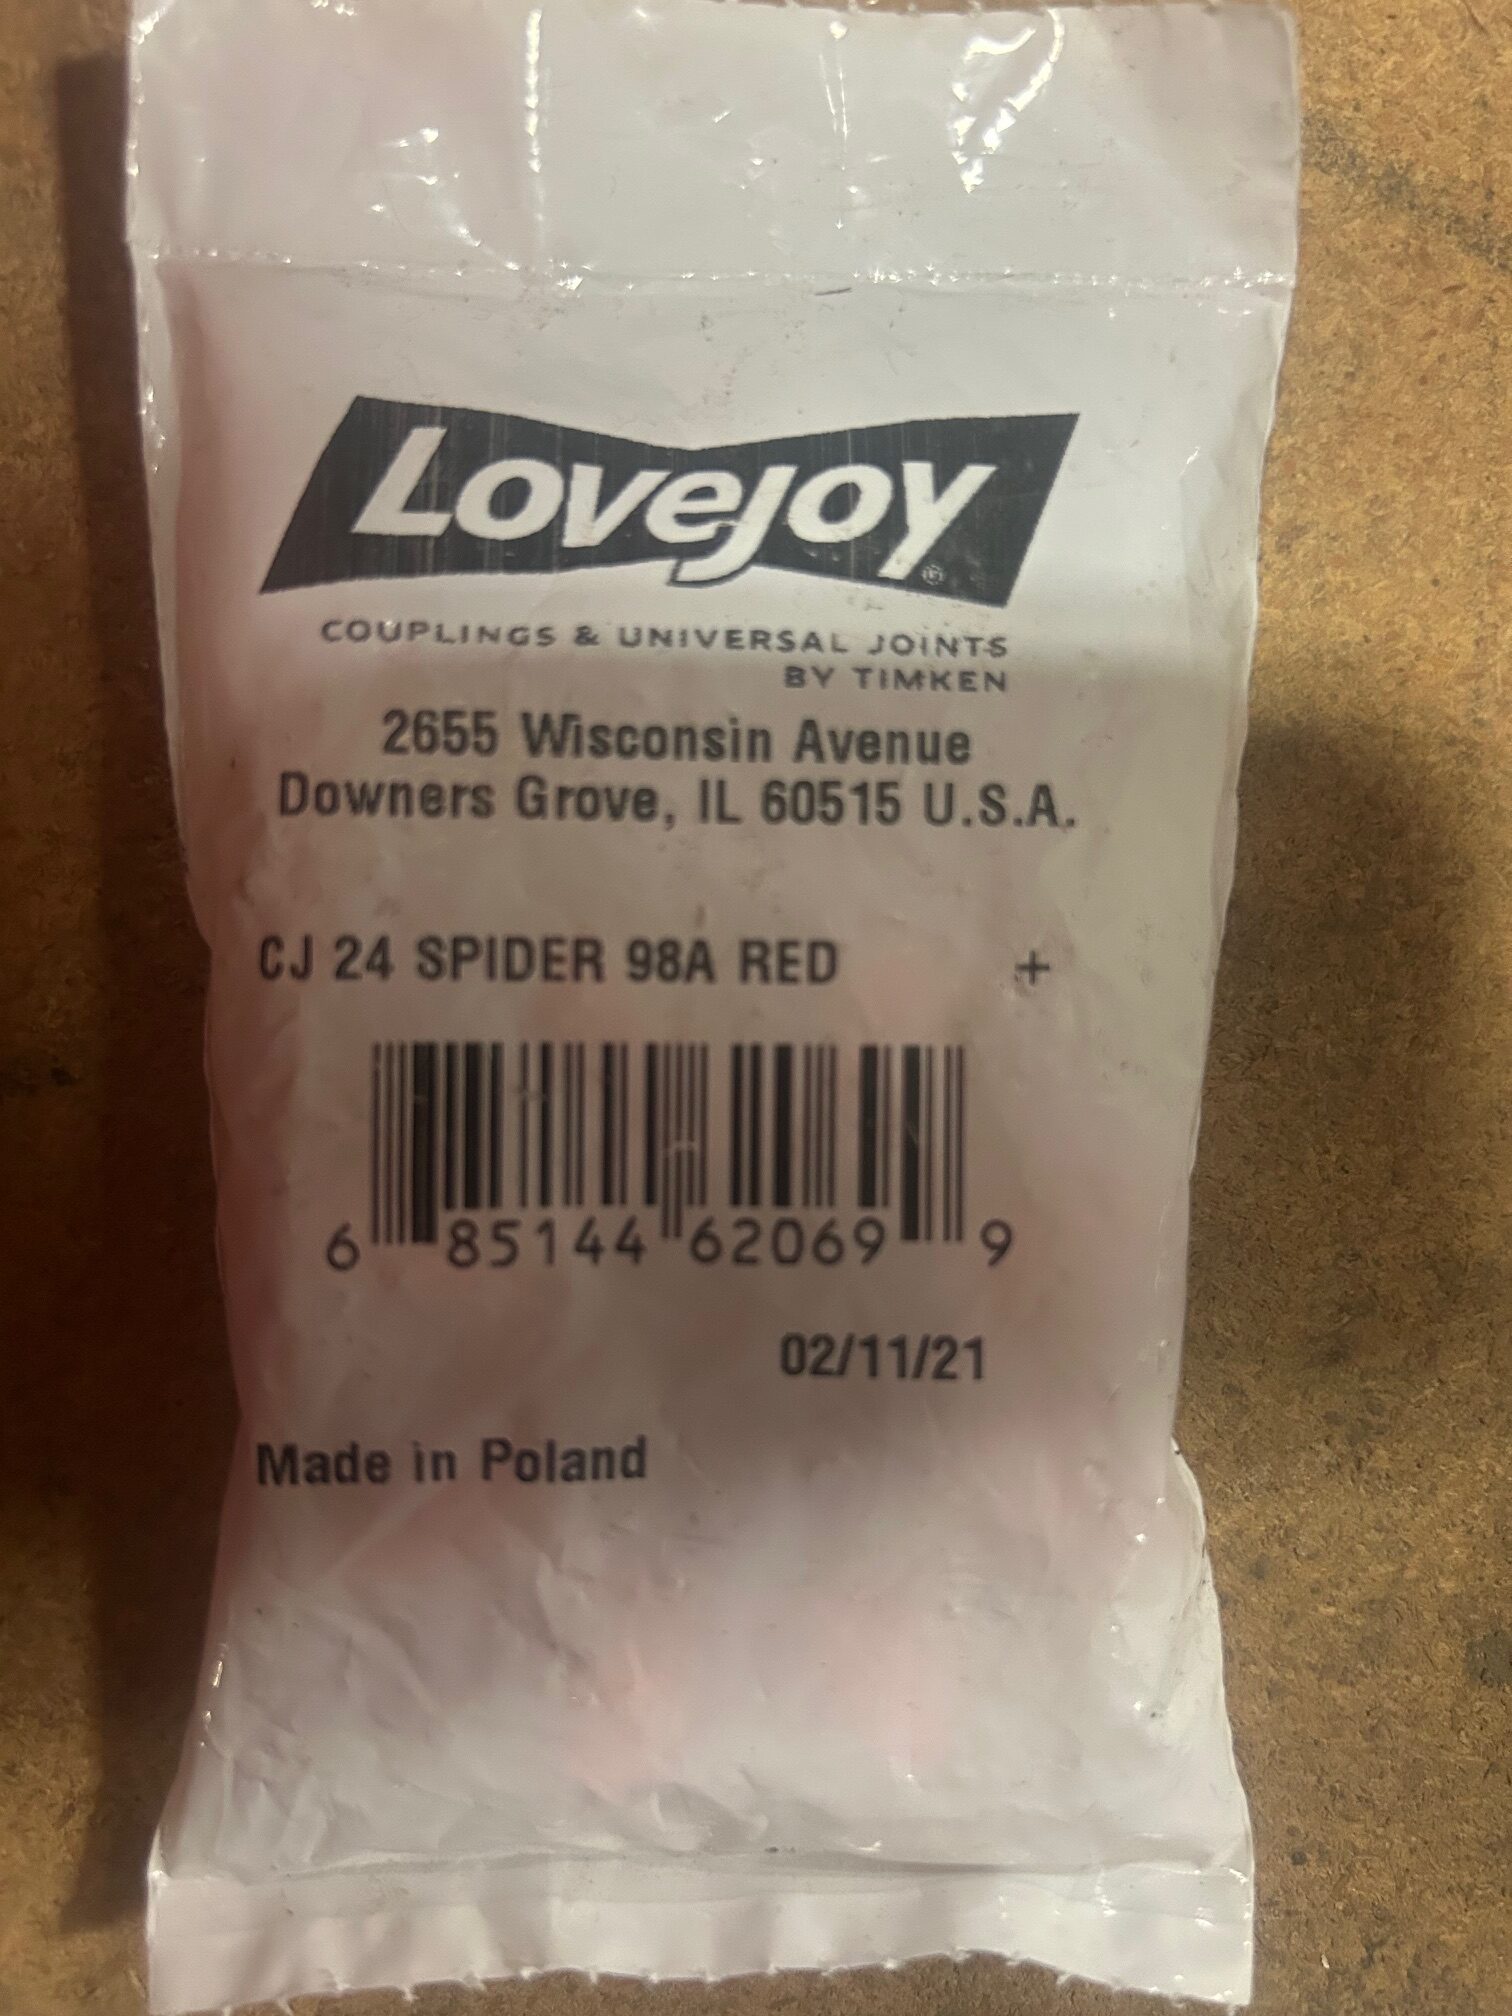 Lovejoy
COUPLINGS & UNIVERSAL JOINTS
BY TIMKEN
2655 Wisconsin Avenue
Downers Grove, IL 60515 U.S.A.
CJ 24 SPIDER 98A RED +
6 85144 62069 9
02/11/21
Made in Poland